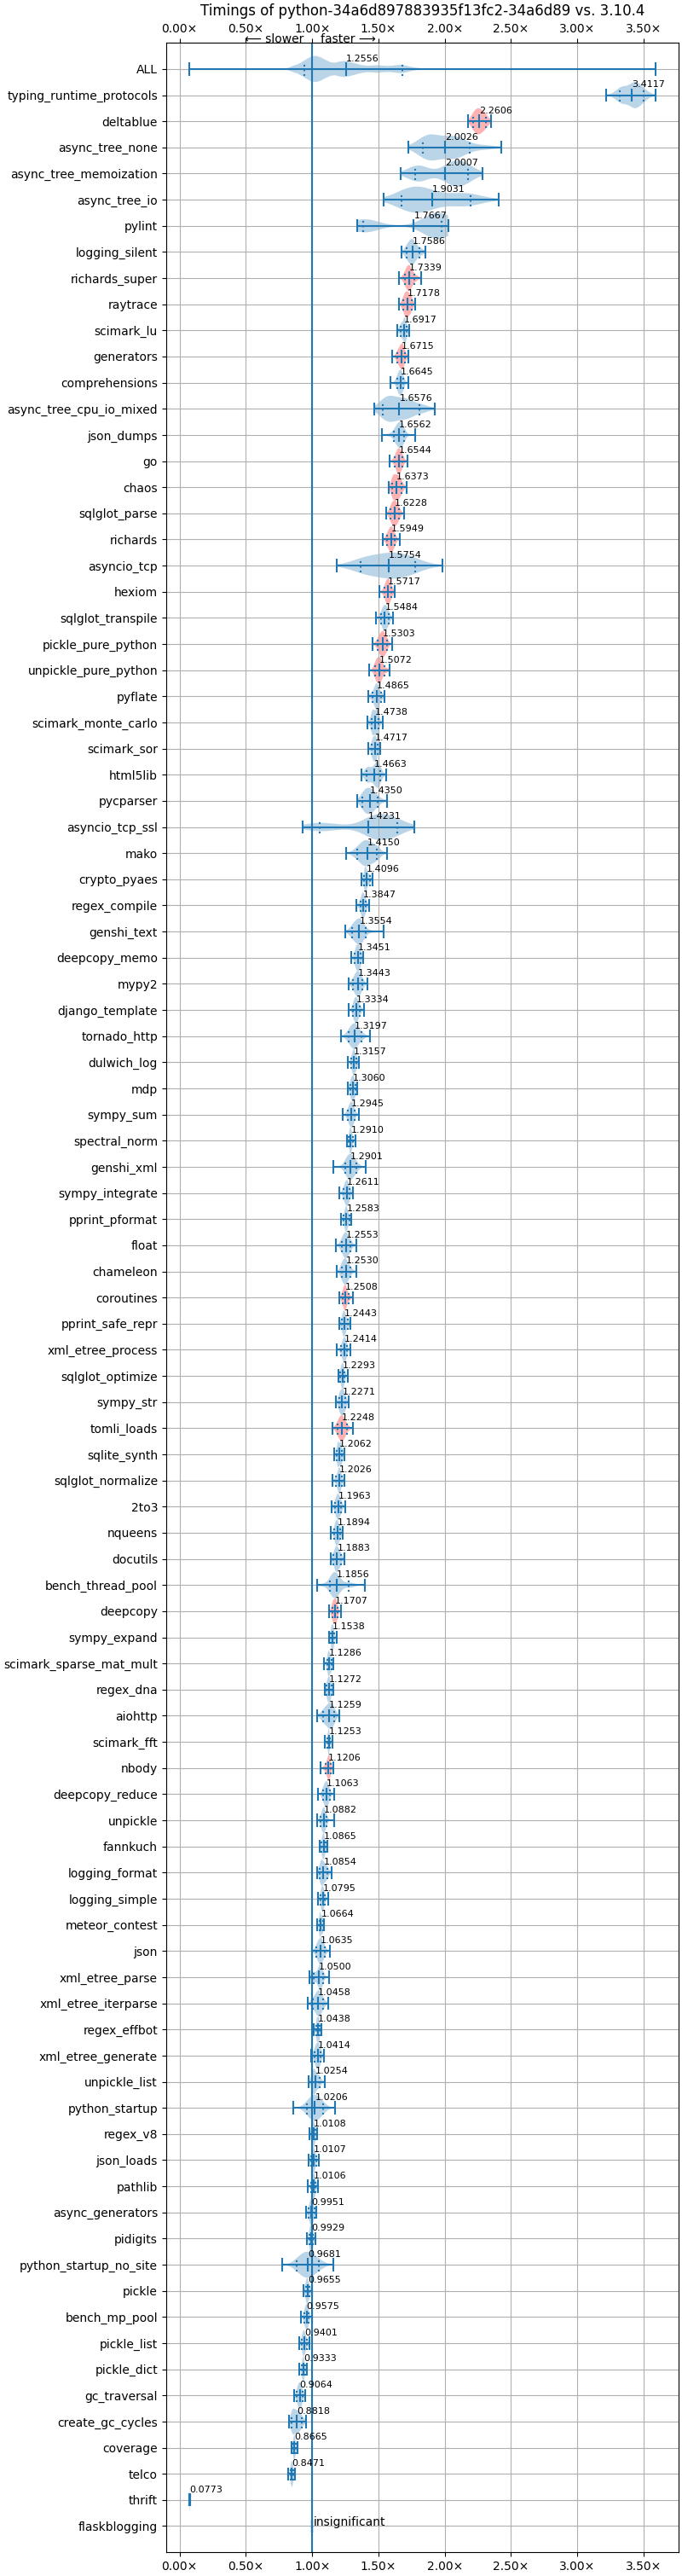 Timings of python-34a6d897883935f13fc2-34a6d89 vs. 3.10.4
0.00× 0.50× 1.00× 1.50× 2.00× 2.50× 3.00× 3.50×
⟵ slower faster ⟶
ALL 1.2556
typing_runtime_protocols 3.4117
deltablue 2.2606
async_tree_none 2.0026
async_tree_memoization 2.0007
async_tree_io 1.9031
pylint 1.7667
logging_silent 1.7586
richards_super 1.7339
raytrace 1.7178
scimark_lu 1.6917
generators 1.6715
comprehensions 1.6645
async_tree_cpu_io_mixed 1.6576
json_dumps 1.6562
go 1.6544
chaos 1.6373
sqlglot_parse 1.6228
richards 1.5949
asyncio_tcp 1.5754
hexiom 1.5717
sqlglot_transpile 1.5484
pickle_pure_python 1.5303
unpickle_pure_python 1.5072
pyflate 1.4865
scimark_monte_carlo 1.4738
scimark_sor 1.4717
html5lib 1.4663
pycparser 1.4350
asyncio_tcp_ssl 1.4231
mako 1.4150
crypto_pyaes 1.4096
regex_compile 1.3847
genshi_text 1.3554
deepcopy_memo 1.3451
mypy2 1.3443
django_template 1.3334
tornado_http 1.3197
dulwich_log 1.3157
mdp 1.3060
sympy_sum 1.2945
spectral_norm 1.2910
genshi_xml 1.2901
sympy_integrate 1.2611
pprint_pformat 1.2583
float 1.2553
chameleon 1.2530
coroutines 1.2508
pprint_safe_repr 1.2443
xml_etree_process 1.2414
sqlglot_optimize 1.2293
sympy_str 1.2271
tomli_loads 1.2248
sqlite_synth 1.2062
sqlglot_normalize 1.2026
2to3 1.1963
nqueens 1.1894
docutils 1.1883
bench_thread_pool 1.1856
deepcopy 1.1707
sympy_expand 1.1538
scimark_sparse_mat_mult 1.1286
regex_dna 1.1272
aiohttp 1.1259
scimark_fft 1.1253
nbody 1.1206
deepcopy_reduce 1.1063
unpickle 1.0882
fannkuch 1.0865
logging_format 1.0854
logging_simple 1.0795
meteor_contest 1.0664
json 1.0635
xml_etree_parse 1.0500
xml_etree_iterparse 1.0458
regex_effbot 1.0438
xml_etree_generate 1.0414
unpickle_list 1.0254
python_startup 1.0206
regex_v8 1.0108
json_loads 1.0107
pathlib 1.0106
async_generators 0.9951
pidigits 0.9929
python_startup_no_site 0.9681
pickle 0.9655
bench_mp_pool 0.9575
pickle_list 0.9401
pickle_dict 0.9333
gc_traversal 0.9064
create_gc_cycles 0.8818
coverage 0.8665
telco 0.8471
thrift 0.0773
flaskblogging insignificant
0.00× 0.50× 1.00× 1.50× 2.00× 2.50× 3.00× 3.50×